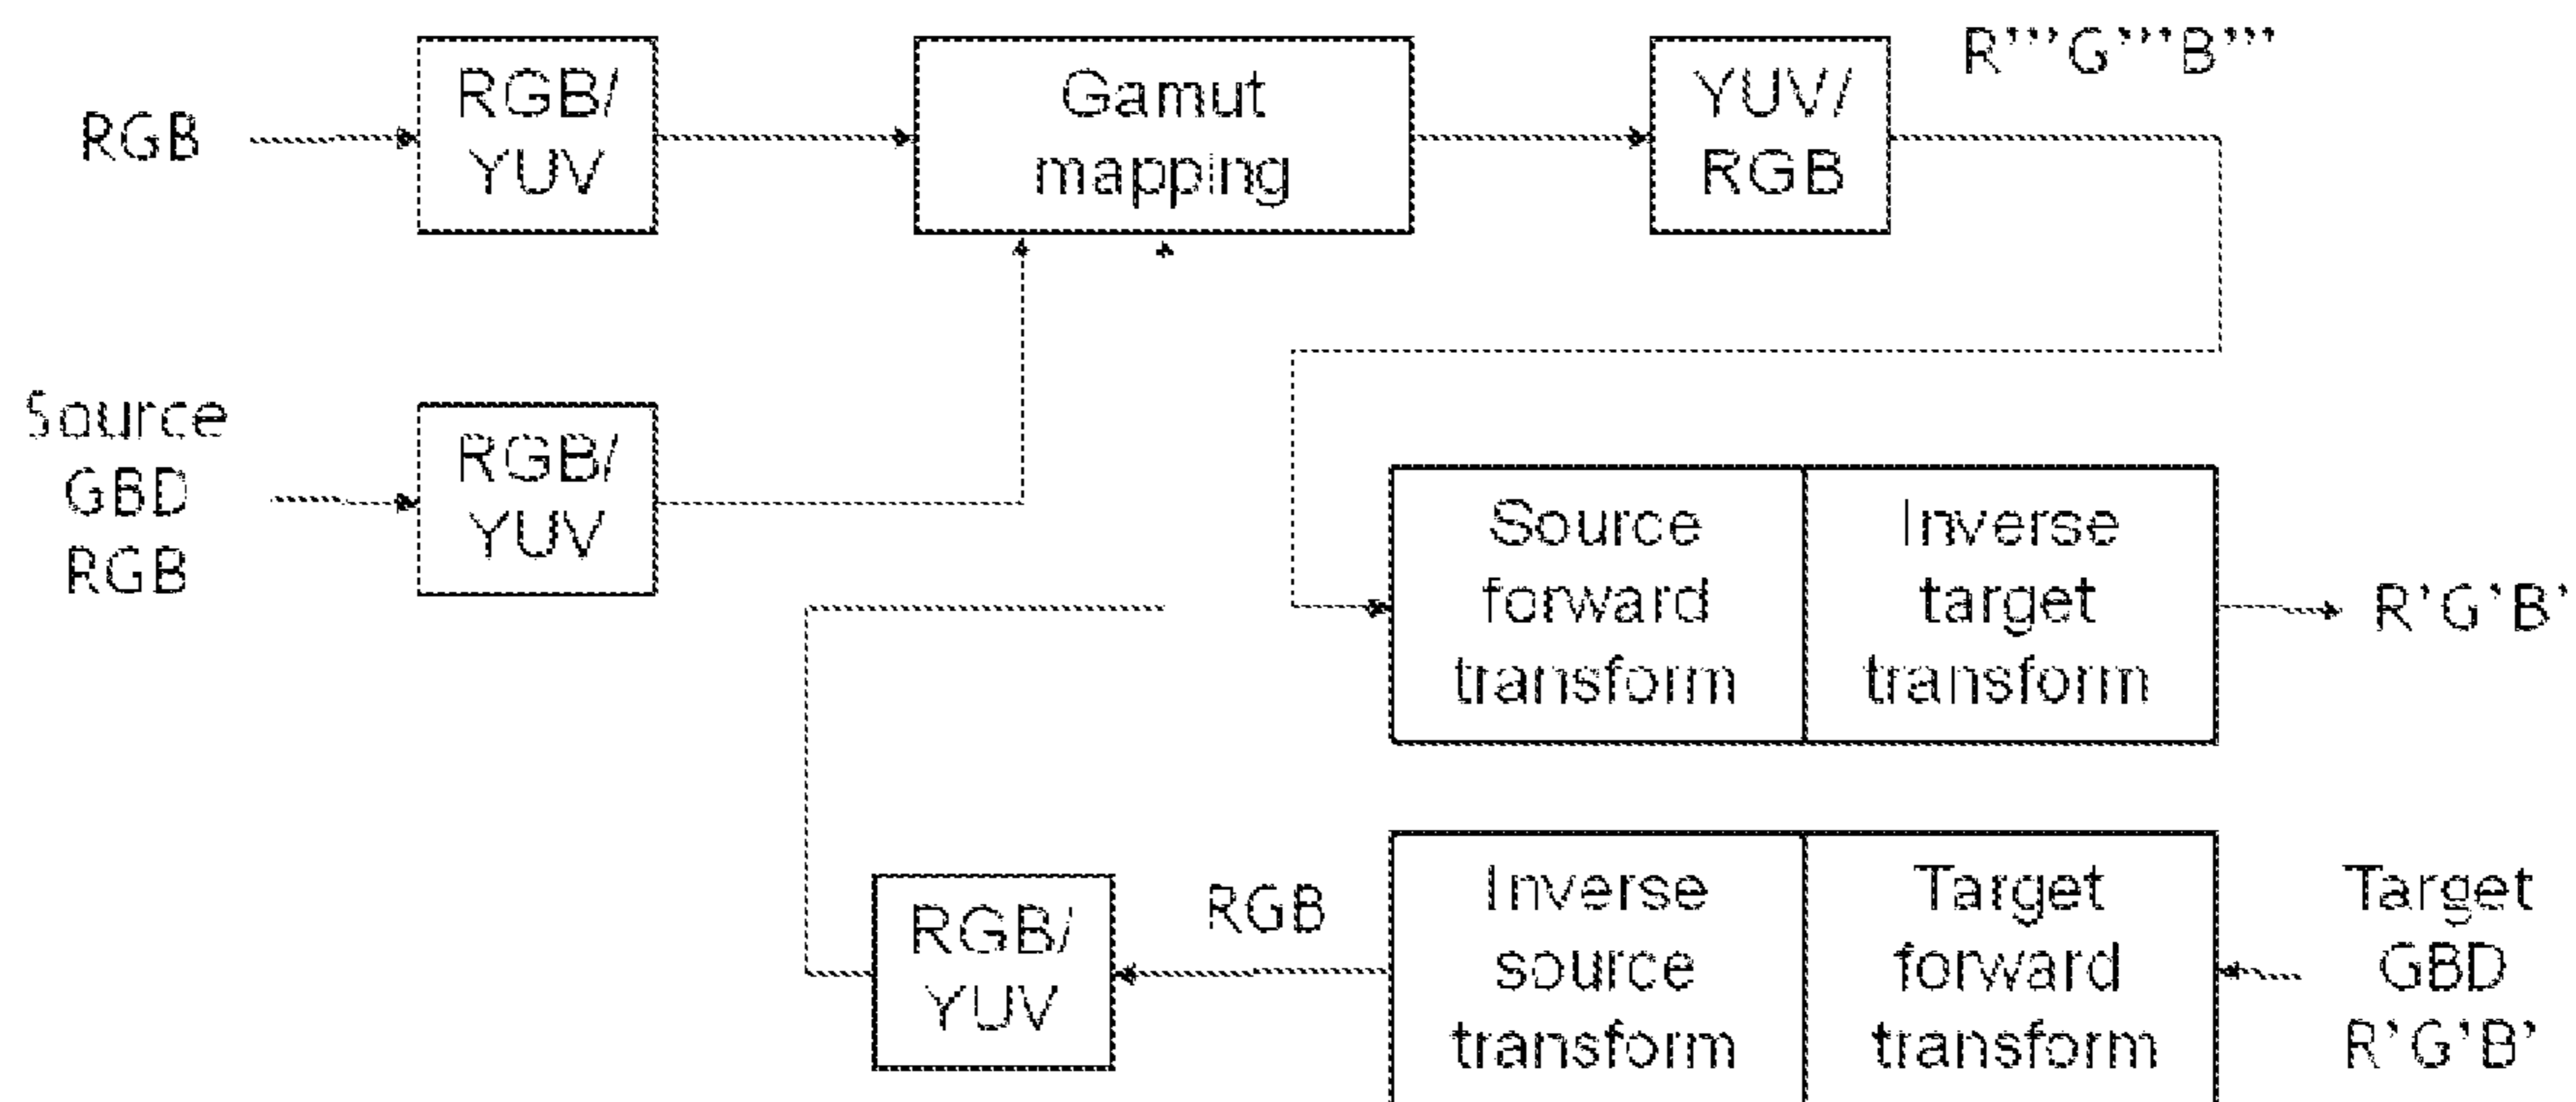 RGB
RGB/
YUV
Gamut
mapping
YUV/
RGB
R'''G'''B'''
Source
GBD
RGB
RGB/
YUV
Source
forward
transform
Inverse
target
transform
R'G'B'
RGB/
YUV
RGB
Inverse
source
transform
Target
forward
transform
Target
GBD
R'G'B'